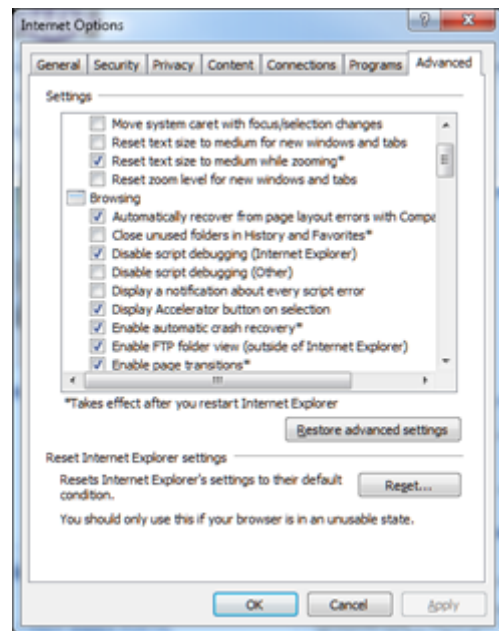 Internet Options
General Security Privacy Content Connections Programs Advanced
Settings
Move system caret with focus/selection changes
Reset text size to medium for new windows and tabs
Reset text size to medium while zooming*
Reset zoom level for new windows and tabs
Browsing
Automatically recover from page layout errors with Compa
Close unused folders in History and Favorites*
Disable script debugging (Internet Explorer)
Disable script debugging (Other)
Display a notification about every script error
Display Accelerator button on selection
Enable automatic crash recovery*
Enable FTP folder view (outside of Internet Explorer)
Enable page transitions*
*Takes effect after you restart Internet Explorer
Restore advanced settings
Reset Internet Explorer settings
Resets Internet Explorer's settings to their default
condition.
Reset...
You should only use this if your browser is in an unusable state.
OK Cancel Apply